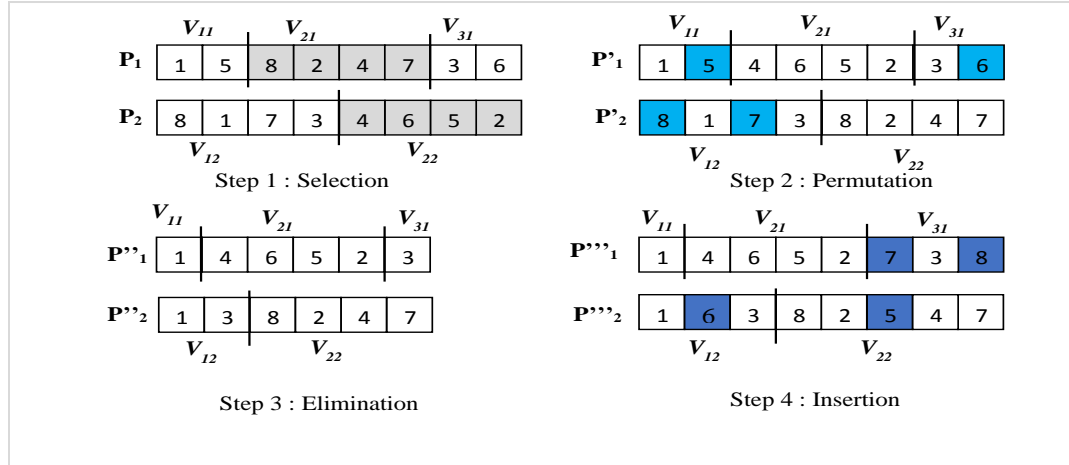 V11 V21 V31
P1 1 5 8 2 4 7 3 6
P2 8 1 7 3 4 6 5 2
V12 V22
Step 1 : Selection
V11 V21 V31
P'1 1 5 4 6 5 2 3 6
P'2 8 1 7 3 8 2 4 7
V12 V22
Step 2 : Permutation
V11 V21 V31
P''1 1 4 6 5 2 3
P''2 1 3 8 2 4 7
V12 V22
Step 3 : Elimination
V11 V21 V31
P'''1 1 4 6 5 2 7 3 8
P'''2 1 6 3 8 2 5 4 7
V12 V22
Step 4 : Insertion